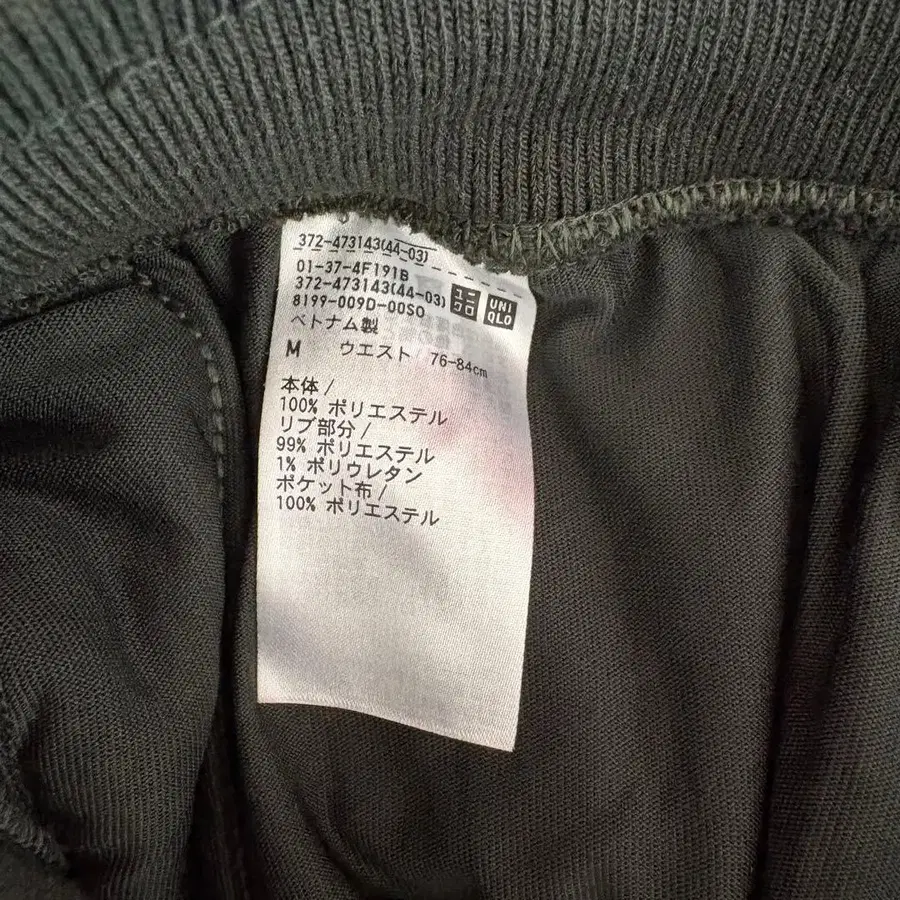 372-473143(44-03)
01-37-4F191B
372-473143(44-03)
8199-009D-00SO
ユニクロ
UNIQLO
ベトナム製
M ウエスト 76-84cm
本体/
100% ポリエステル
リブ部分/
99% ポリエステル
1% ポリウレタン
ポケット布/
100% ポリエステル